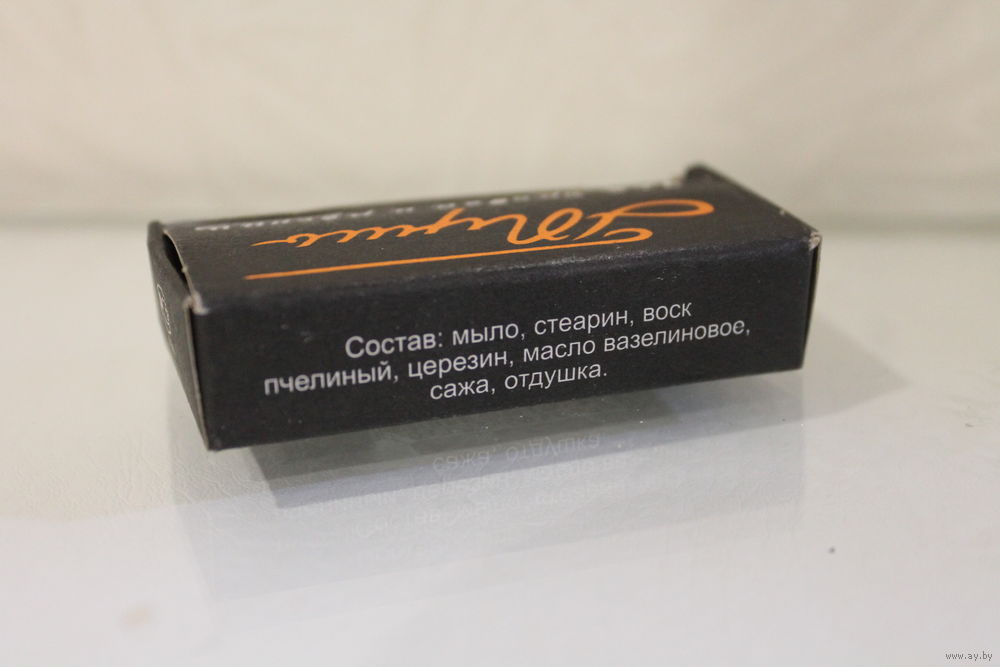 Состав: мыло, стеарин, воск
пчелиный, церезин, масло вазелиновое,
сажа, отдушка.
www.ay.by